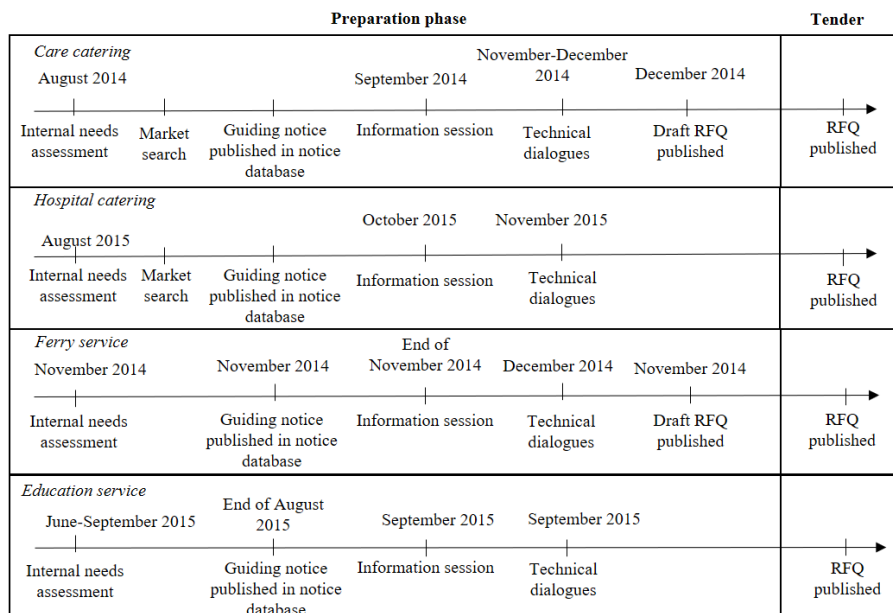 Preparation phase
Tender
Care catering
August 2014
September 2014
November-December
2014
December 2014
Internal needs
assessment
Market
search
Guiding notice
published in notice
database
Information session
Technical
dialogues
Draft RFQ
published
RFQ
published
Hospital catering
August 2015
October 2015
November 2015
Internal needs
assessment
Market
search
Guiding notice
published in notice
database
Information session
Technical
dialogues
RFQ
published
Ferry service
November 2014
November 2014
End of
November 2014
December 2014
November 2014
Internal needs
assessment
Guiding notice
published in notice
database
Information session
Technical
dialogues
Draft RFQ
published
RFQ
published
Education service
June-September 2015
End of August
2015
September 2015
September 2015
Internal needs
assessment
Guiding notice
published in notice
database
Information session
Technical
dialogues
RFQ
published